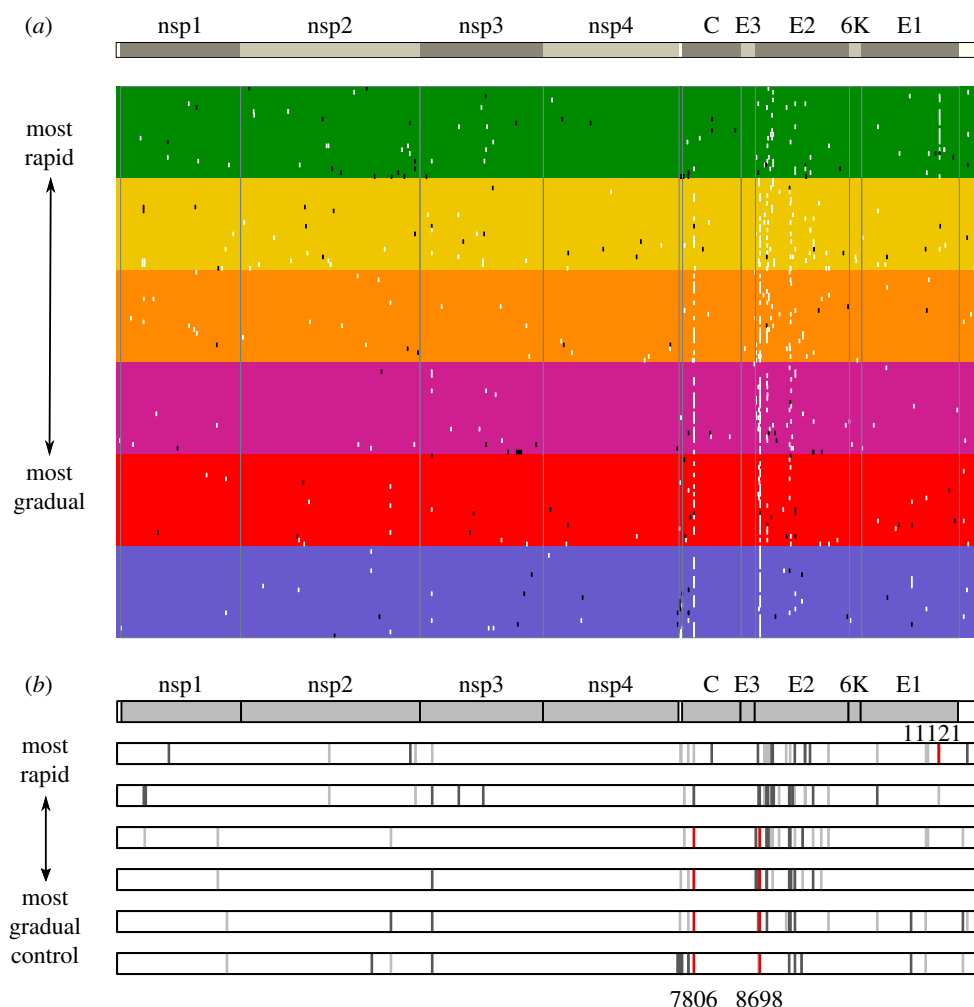 (a) nsp1 nsp2 nsp3 nsp4 C E3 E2 6K E1
most
rapid
most
gradual
(b) nsp1 nsp2 nsp3 nsp4 C E3 E2 6K E1
11121
most
rapid
most
gradual
control
7806 8698